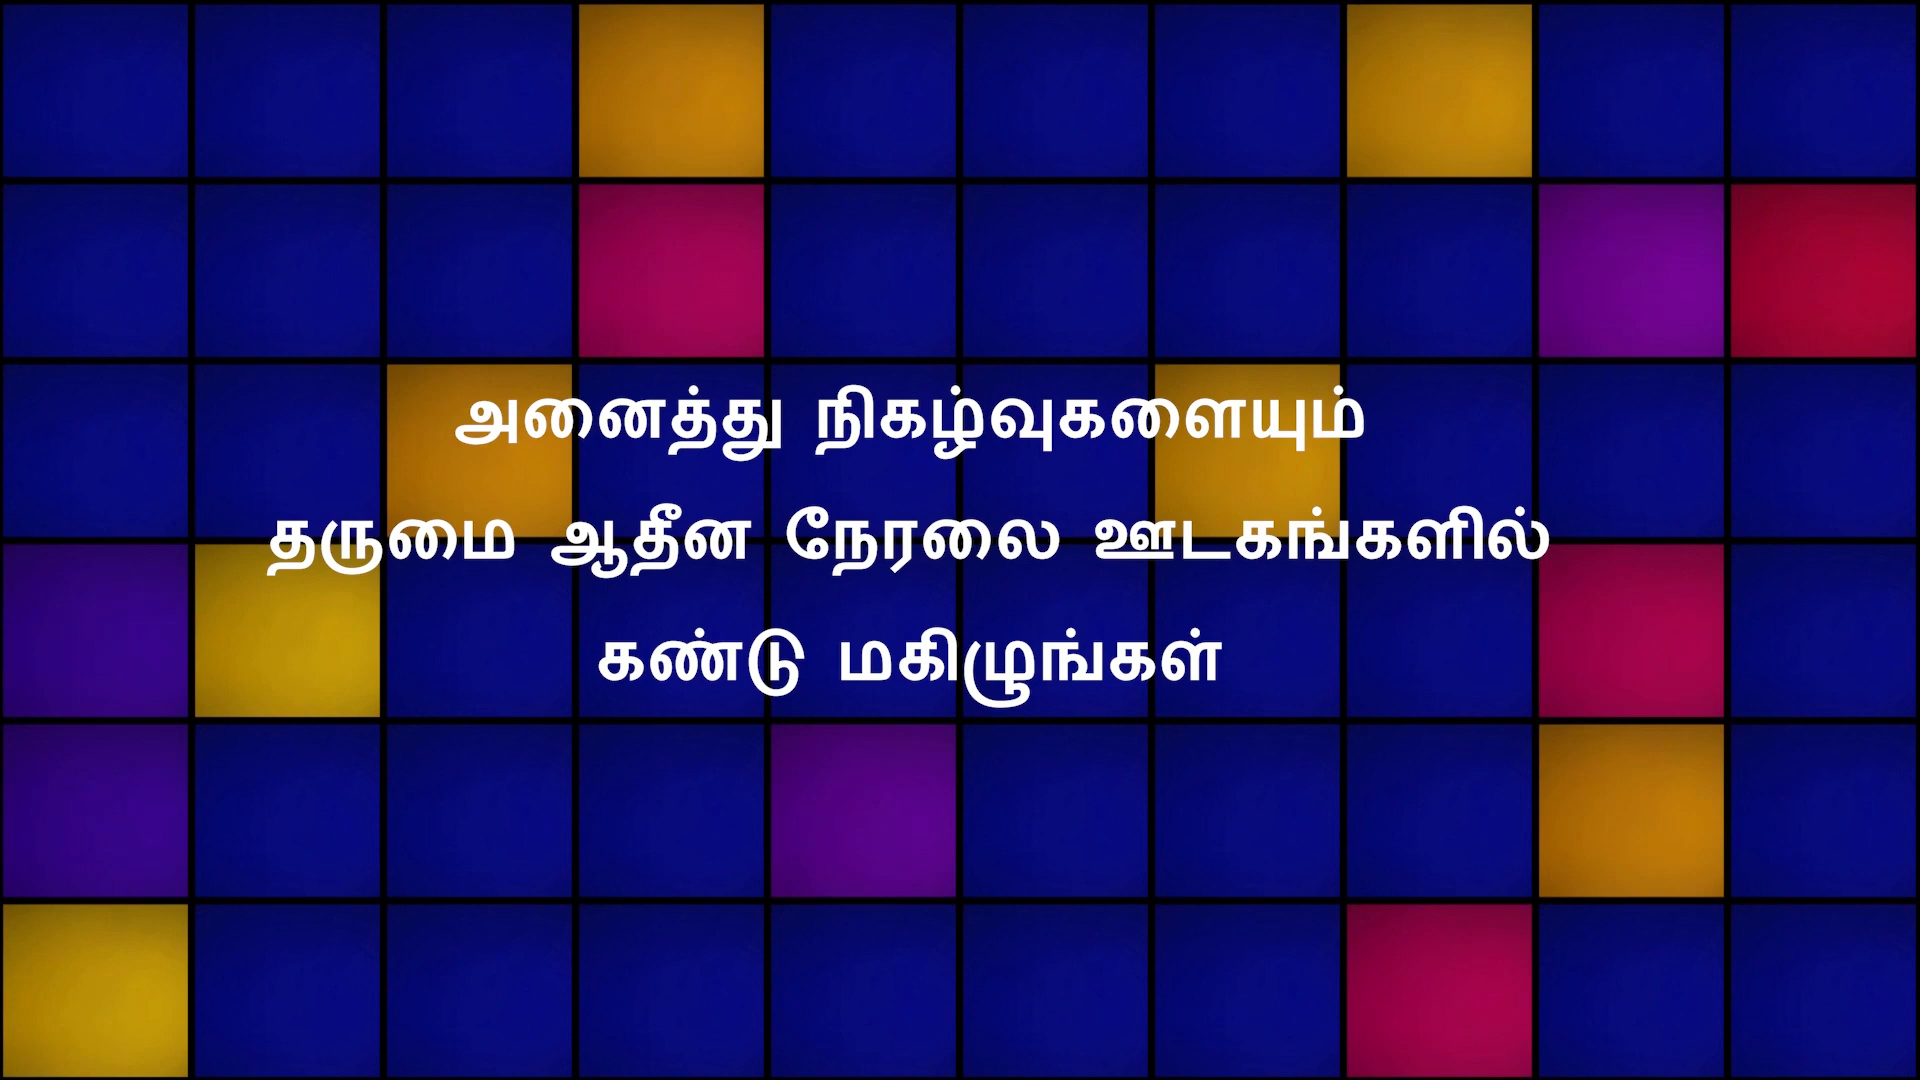 அனைத்து நிகழ்வுகளையும்
தருமை ஆதீன நேரலை ஊடகங்களில்
கண்டு மகிழுங்கள்